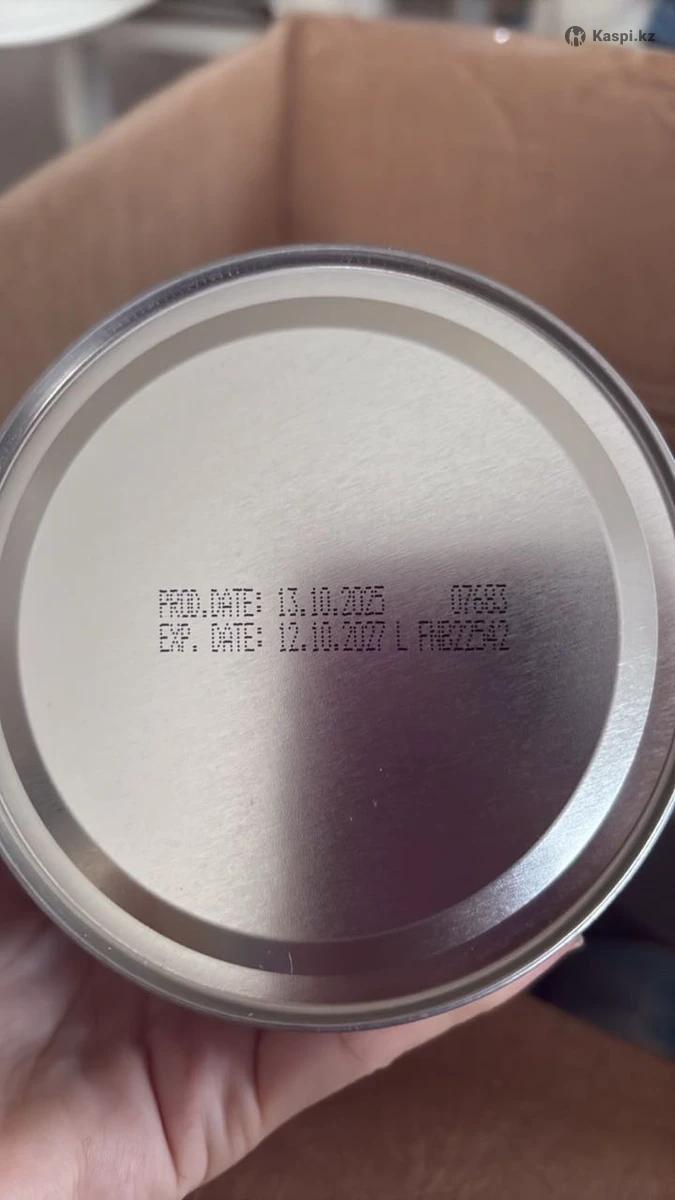 Kaspi.kz
PROD.DATE: 13.10.2025 07683
EXP. DATE: 12.10.2027 L FNB22542